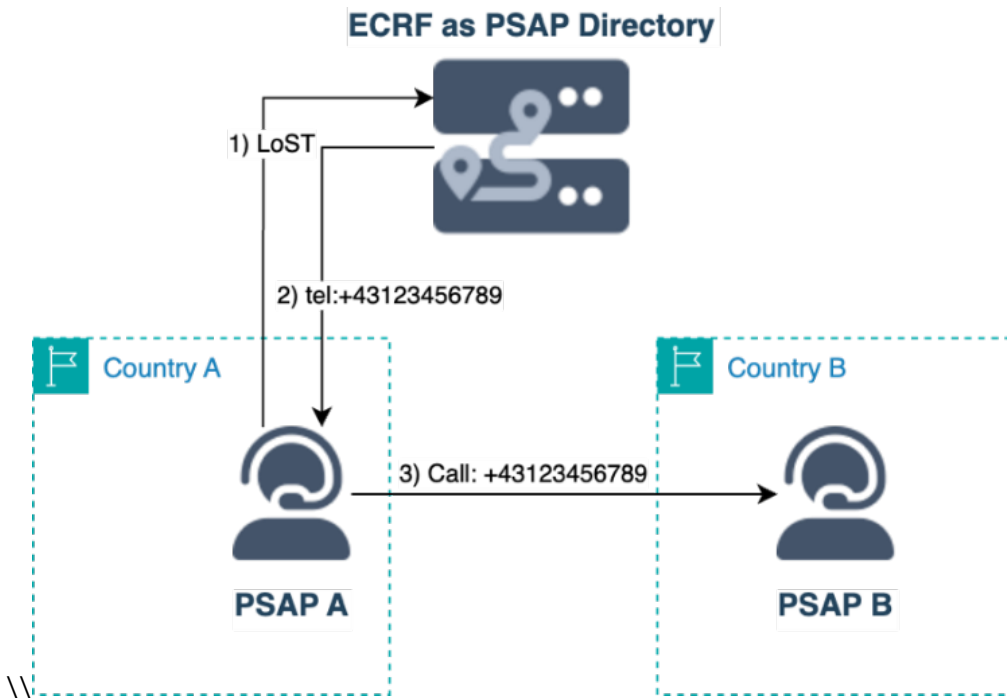 ECRF as PSAP Directory
1) LoST
2) tel:+43123456789
Country A
Country B
3) Call: +43123456789
PSAP A
PSAP B
\\